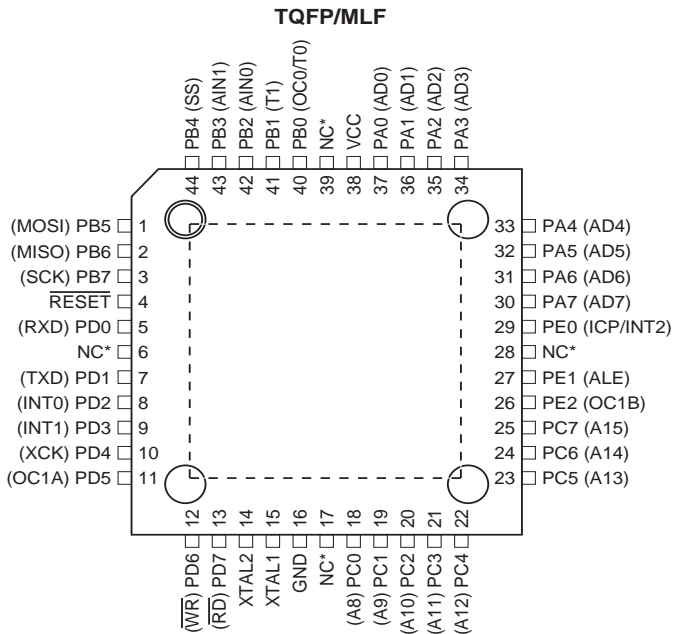 TQFP/MLF
PB4 (SS)
PB3 (AIN1)
PB2 (AIN0)
PB1 (T1)
PB0 (OC0/T0)
NC*
VCC
PA0 (AD0)
PA1 (AD1)
PA2 (AD2)
PA3 (AD3)
44 43 42 41 40 39 38 37 36 35 34
(MOSI) PB5 1
(MISO) PB6 2
(SCK) PB7 3
RESET 4
(RXD) PD0 5
NC* 6
(TXD) PD1 7
(INT0) PD2 8
(INT1) PD3 9
(XCK) PD4 10
(OC1A) PD5 11
33 PA4 (AD4)
32 PA5 (AD5)
31 PA6 (AD6)
30 PA7 (AD7)
29 PE0 (ICP/INT2)
28 NC*
27 PE1 (ALE)
26 PE2 (OC1B)
25 PC7 (A15)
24 PC6 (A14)
23 PC5 (A13)
12 13 14 15 16 17 18 19 20 21 22
(WR) PD6
(RD) PD7
XTAL2
XTAL1
GND
NC*
(A8) PC0
(A9) PC1
(A10) PC2
(A11) PC3
(A12) PC4